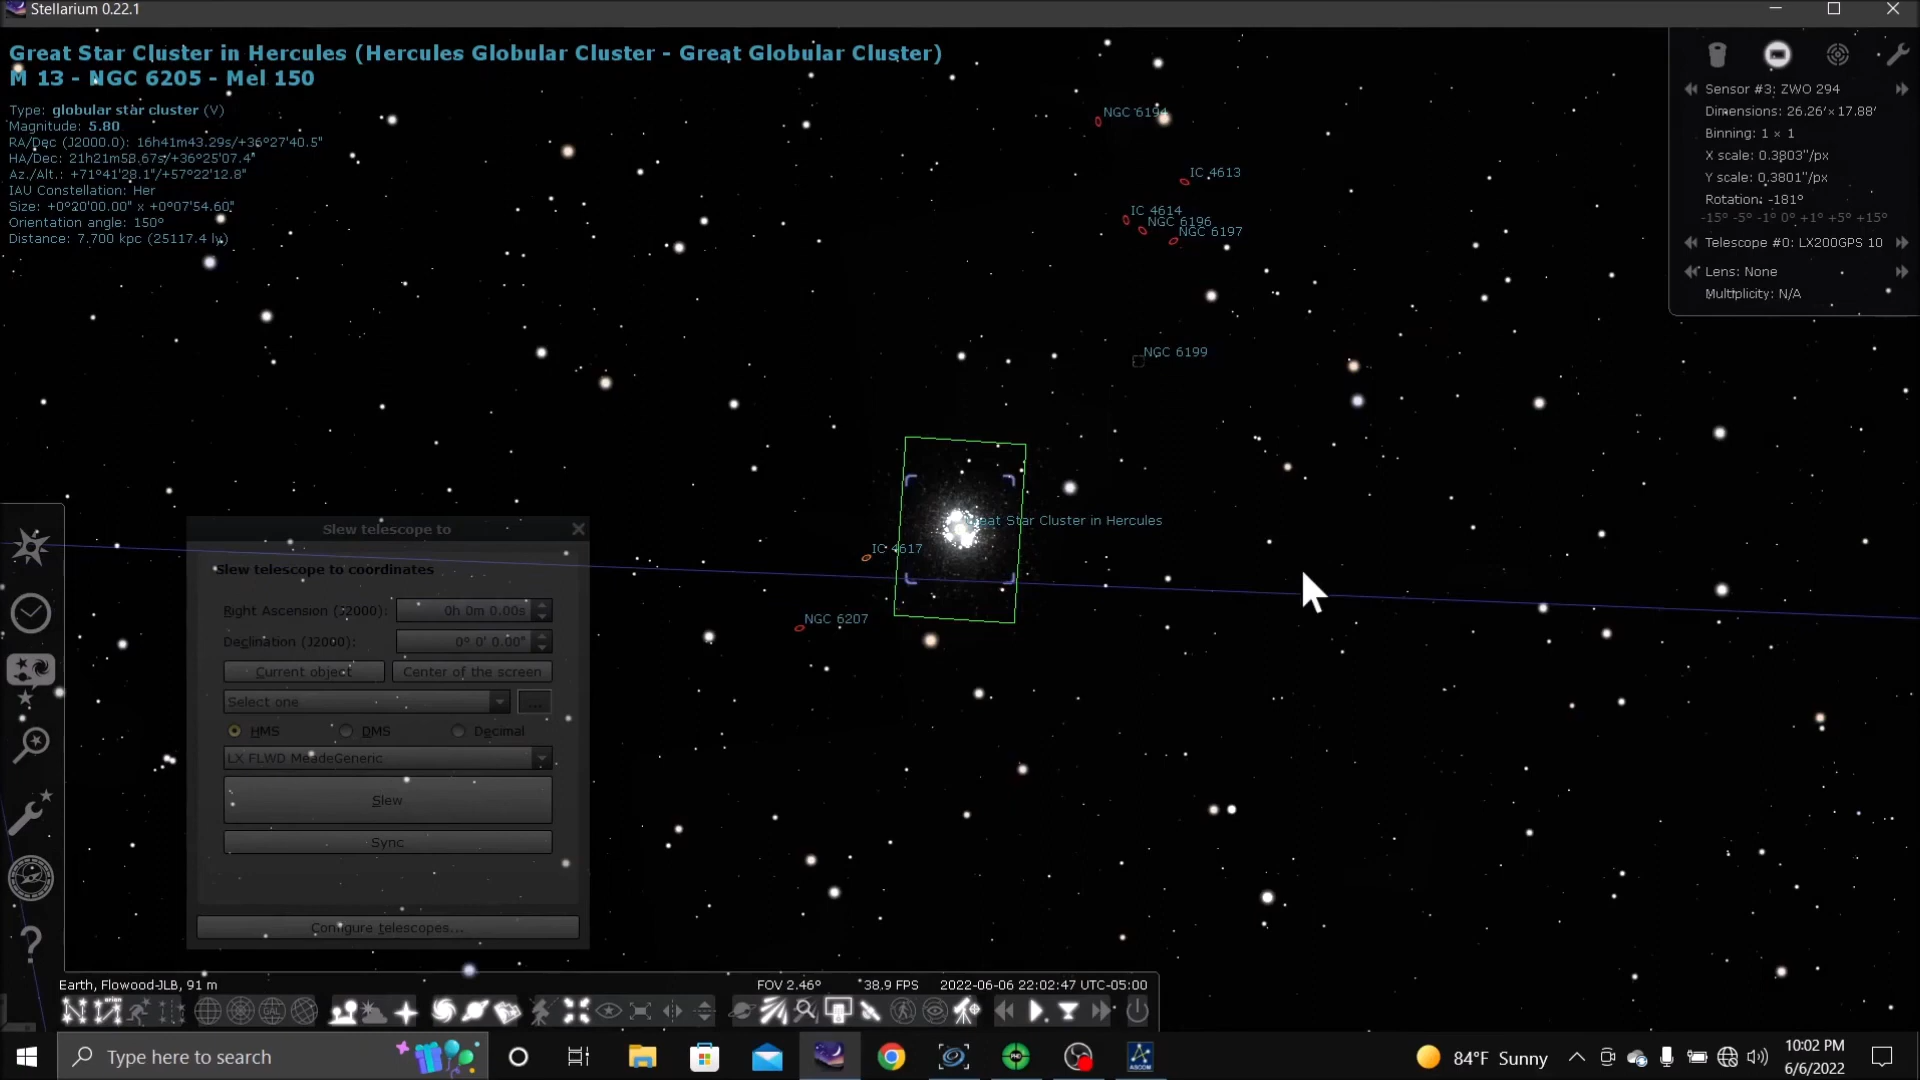 Stellarium 0.22.1
Great Star Cluster in Hercules (Hercules Globular Cluster - Great Globular Cluster)
M 13 - NGC 6205 - Mel 150
Type: globular star cluster (V)
Magnitude: 5.80
RA/Dec (J2000.0): 16h41m43.29s/+36°27'40.5"
HA/Dec: 21h21m58.67s/+36°25'07.4"
Az./Alt.: +71°41'28.1"/+57°22'12.8"
IAU Constellation: Her
Size: +0°20'00.00" x +0°07'54.60"
Orientation angle: 150°
Distance: 7.700 kpc (25117.4 ly)
Sensor #3: ZWO 294
Dimensions: 26.26′×17.88′
Binning: 1 × 1
X scale: 0.3803″/px
Y scale: 0.3801″/px
Rotation: -181°
-15° -5° -1° 0° +1° +5° +15°
Telescope #0: LX200GPS 10
Lens: None
Multiplicity: N/A
NGC 6194
IC 4613
IC 4614
NGC 6196
NGC 6197
NGC 6199
Great Star Cluster in Hercules
IC 4617
NGC 6207
Slew telescope to
Slew telescope to coordinates
Right Ascension (J2000): 0h 0m 0.00s
Declination (J2000): 0° 0' 0.00"
Current object Center of the screen
Select one ...
HMS DMS Decimal
LX FLWD MeadeGeneric
Slew
Sync
Configure telescopes...
Earth, Flowood-JLB, 91 m FOV 2.46° 38.9 FPS 2022-06-06 22:02:47 UTC-05:00
GAL
Type here to search
PHD
ASCOM
84°F Sunny
10:02 PM
6/6/2022